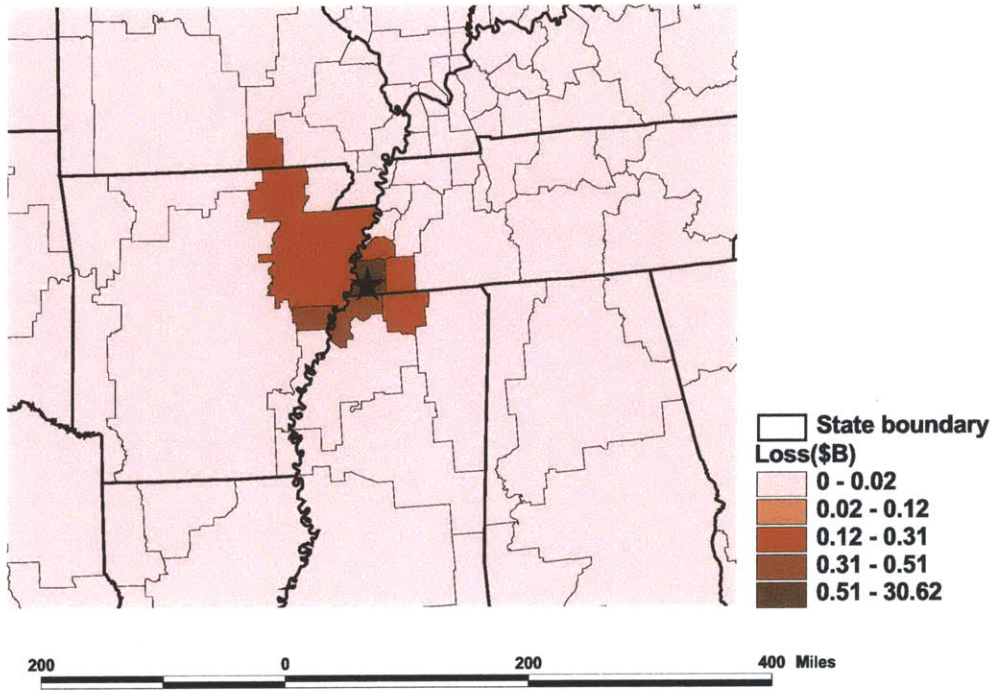 State boundary
Loss($B)
0 - 0.02
0.02 - 0.12
0.12 - 0.31
0.31 - 0.51
0.51 - 30.62
200 0 200 400 Miles